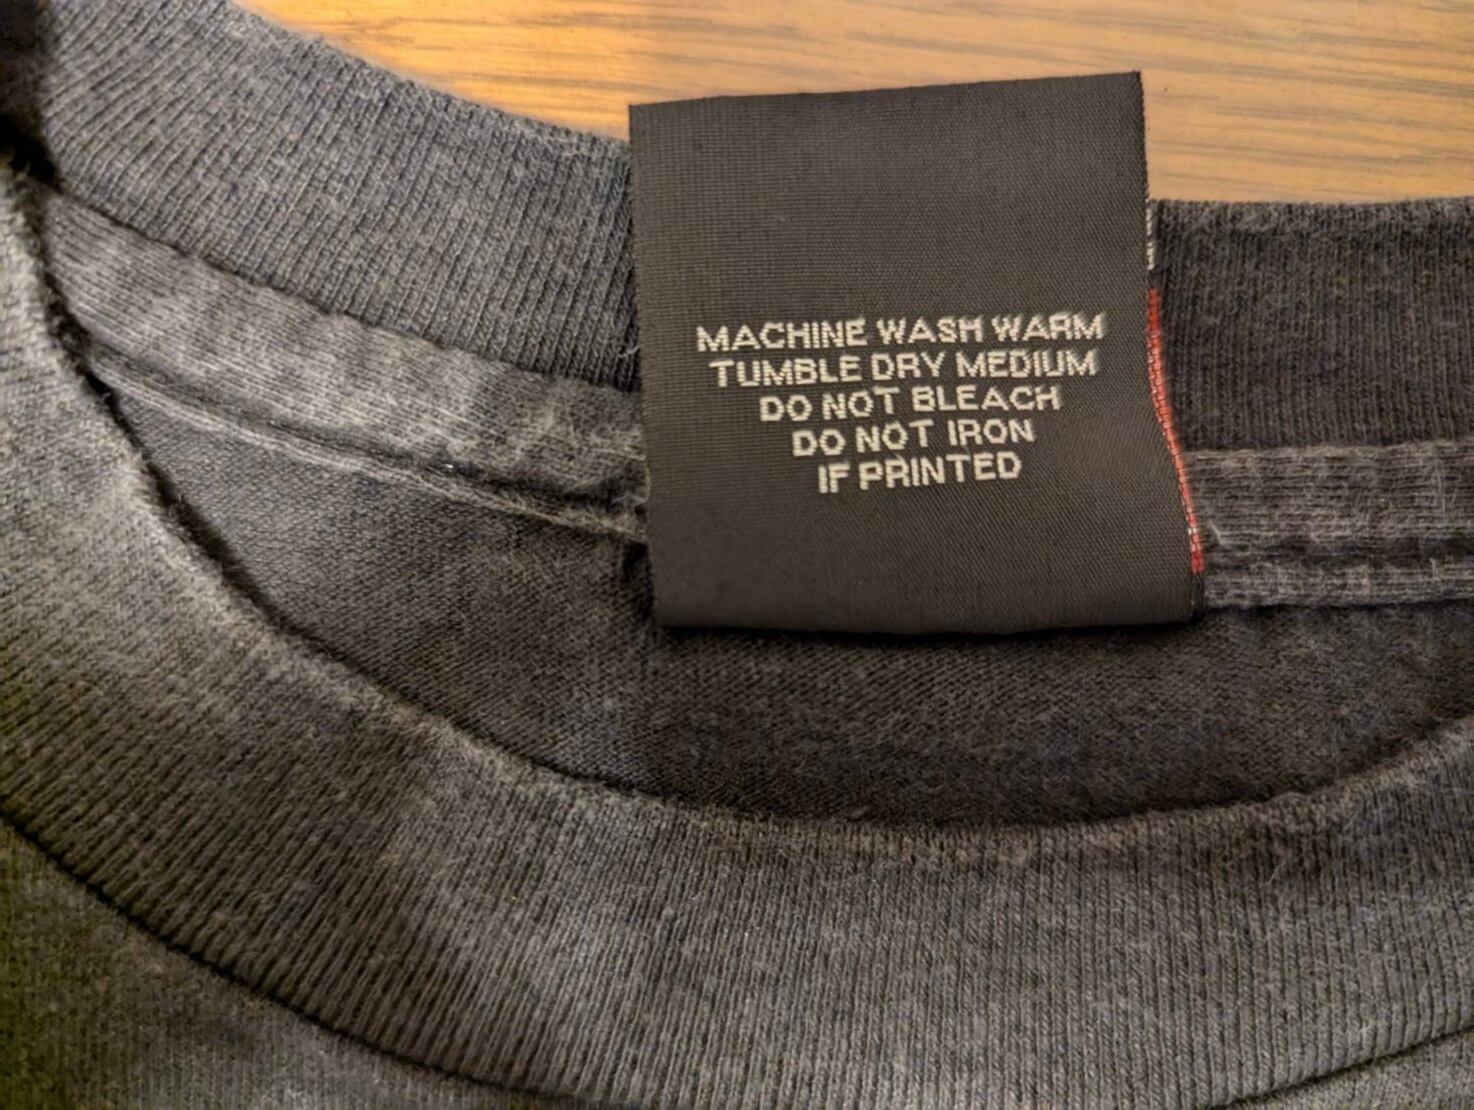 MACHINE WASH WARM
TUMBLE DRY MEDIUM
DO NOT BLEACH
DO NOT IRON
IF PRINTED